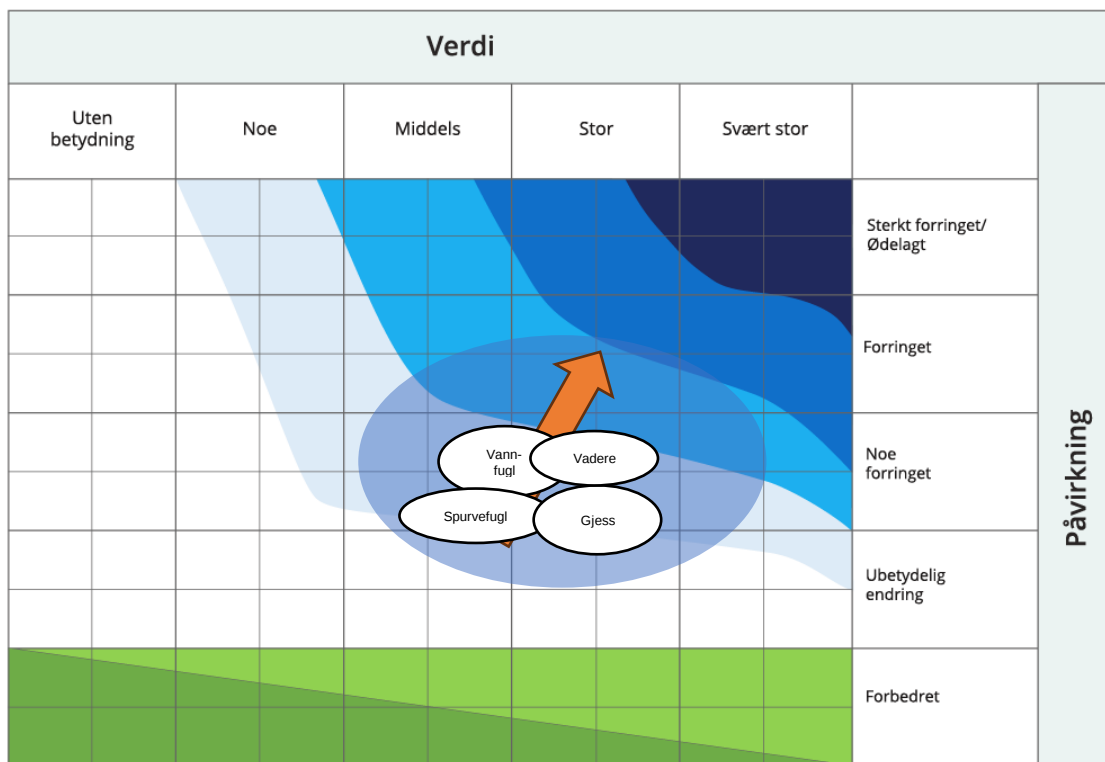 Verdi
Uten
betydning
Noe
Middels
Stor
Svært stor
Sterkt forringet/
Ødelagt
Forringet
Noe
forringet
Ubetydelig
endring
Forbedret
Påvirkning
Vann-
fugl
Vadere
Spurvefugl
Gjess